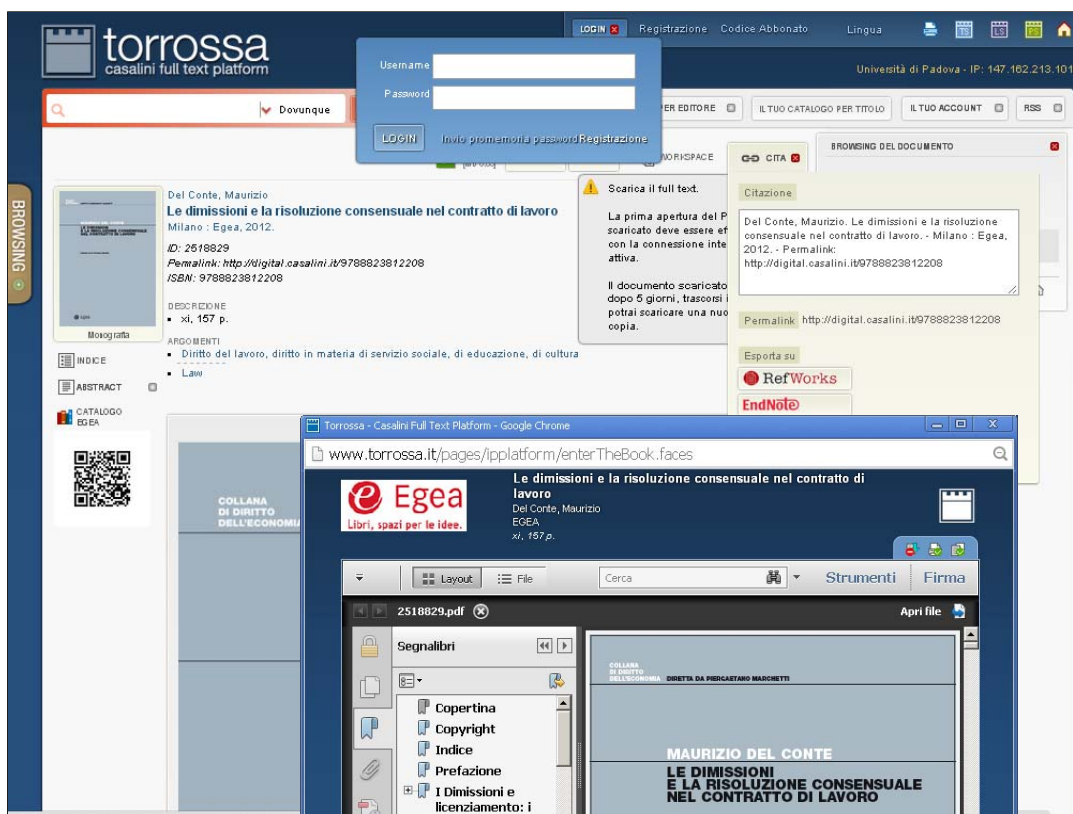 torrossa
casalini full text platform
LOGIN
Registrazione
Codice Abbonato
Lingua
TS
LS
Università di Padova - IP: 147.162.213.101
Username
Password
LOGIN
Invio promemoria password Registrazione
Dovunque
PER EDITORE
IL TUO CATALOGO PER TITOLO
IL TUO ACCOUNT
RSS
WORKSPACE
CITA
BROWSING DEL DOCUMENTO
BROWSING
Monografia
INDICE
ABSTRACT
CATALOGO
EGEA
Del Conte, Maurizio
Le dimissioni e la risoluzione consensuale nel contratto di lavoro
Milano : Egea, 2012.
ID: 2518829
Permalink: http://digital.casalini.it/9788823812208
ISBN: 9788823812208
DESCRIZIONE
xi, 157 p.
ARGOMENTI
Diritto del lavoro, diritto in materia di servizio sociale, di educazione, di cultura
Law
Scarica il full text.
La prima apertura del P
scaricato deve essere ef
con la connessione inte
attiva.
Il documento scaricato
dopo 5 giorni, trascorsi i
potrai scaricare una nuo
copia.
Citazione
Del Conte, Maurizio. Le dimissioni e la risoluzione
consensuale nel contratto di lavoro. - Milano : Egea,
2012. - Permalink:
http://digital.casalini.it/9788823812208
Permalink http://digital.casalini.it/9788823812208
Esporta su
RefWorks
EndNote
COLLANA
DI DIRITTO
DELL'ECONOMIA
Torrossa - Casalini Full Text Platform - Google Chrome
www.torrossa.it/pages/ipplatform/enterTheBook.faces
Egea
Libri, spazi per le idee.
Le dimissioni e la risoluzione consensuale nel contratto di
lavoro
Del Conte, Maurizio
EGEA
xi, 157 p.
Layout
File
Cerca
Strumenti
Firma
2518829.pdf
Apri file
Segnalibri
Copertina
Copyright
Indice
Prefazione
I Dimissioni e
licenziamento: i
COLLANA
DI DIRITTO
DELL'ECONOMIA DIRETTA DA PIERGAETANO MARCHETTI
MAURIZIO DEL CONTE
LE DIMISSIONI
E LA RISOLUZIONE CONSENSUALE
NEL CONTRATTO DI LAVORO